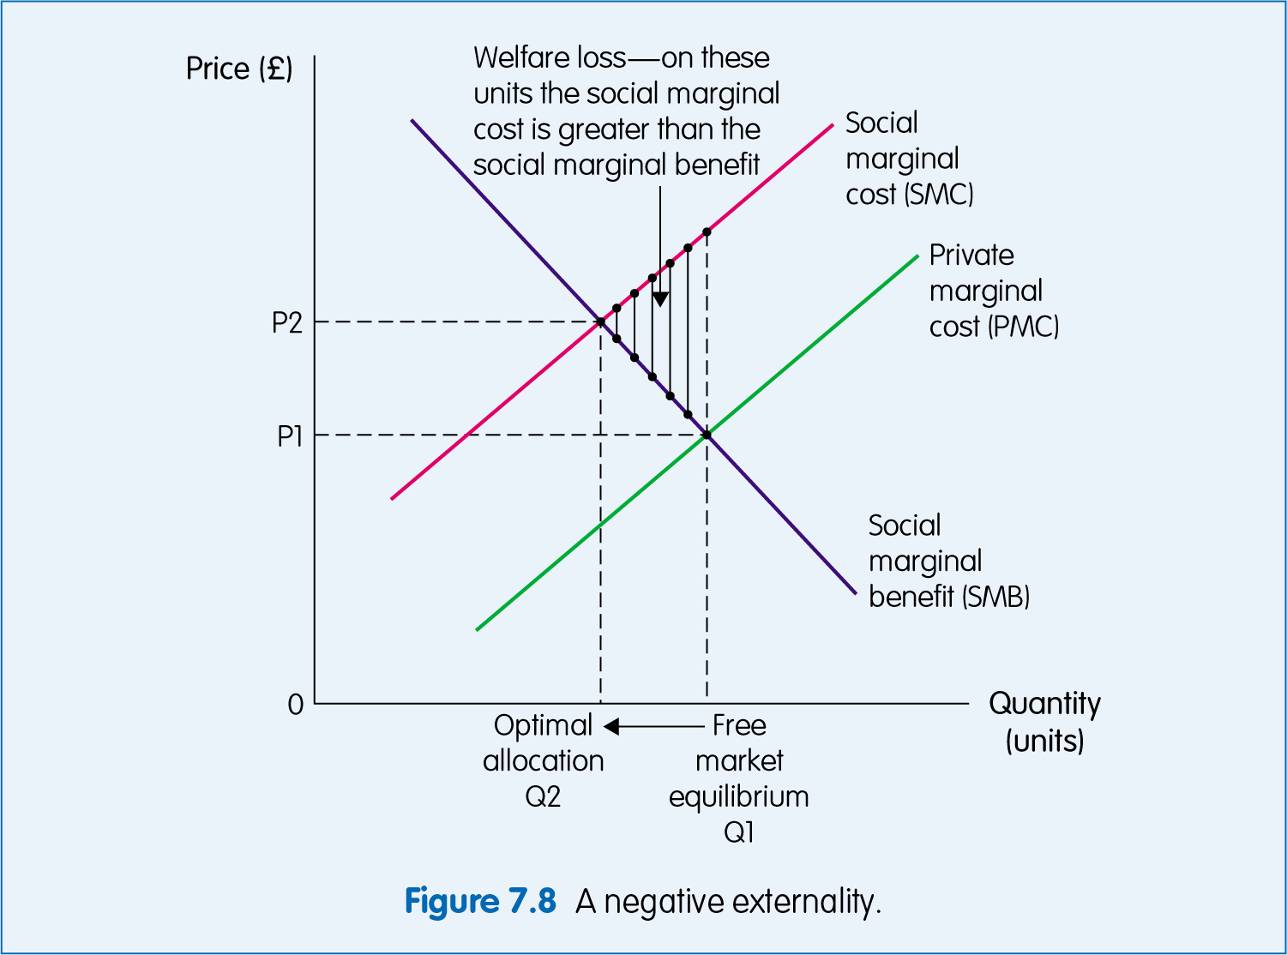 Price (£)
Welfare loss—on these
units the social marginal
cost is greater than the
social marginal benefit
Social
marginal
cost (SMC)
Private
marginal
cost (PMC)
P2
P1
Social
marginal
benefit (SMB)
0
Quantity
(units)
Optimal
allocation
Q2
Free
market
equilibrium
Q1
Figure 7.8 A negative externality.